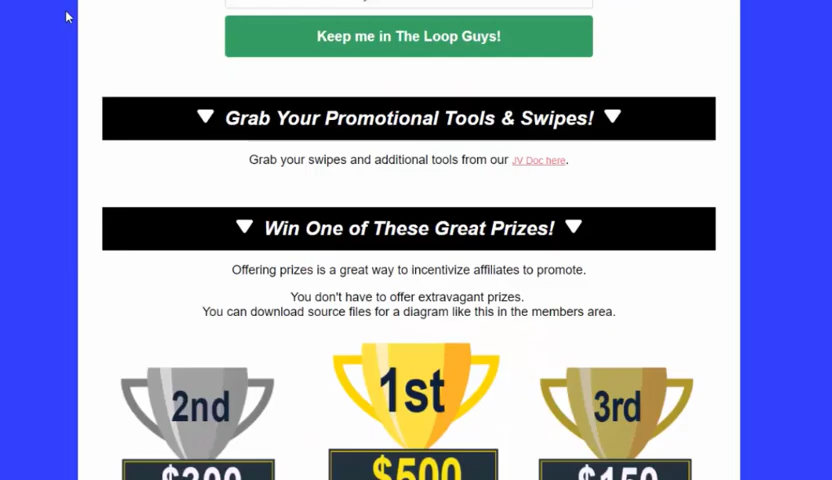 Keep me in The Loop Guys!
Grab Your Promotional Tools & Swipes!
Grab your swipes and additional tools from our JV Doc here.
Win One of These Great Prizes!
Offering prizes is a great way to incentivize affiliates to promote.
You don't have to offer extravagant prizes.
You can download source files for a diagram like this in the members area.
2nd 1st 3rd
$300 $500 $150